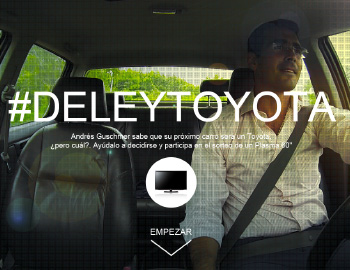 #DELEYTOYOTA
Andrés Guschmer sabe que su próximo carro será un Toyota,
¿pero cuál?. Ayúdalo a decidirse y participa en el sorteo de un Plasma 60"
EMPEZAR